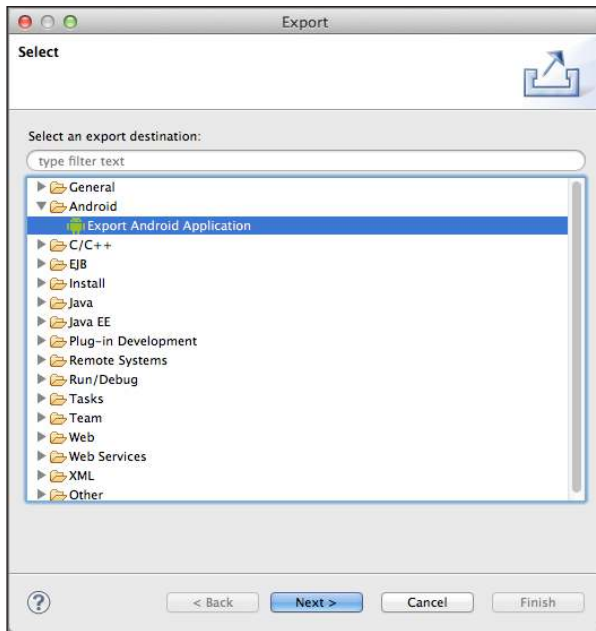 Export
Select
Select an export destination:
type filter text
General
Android
Export Android Application
C/C++
EJB
Install
Java
Java EE
Plug-in Development
Remote Systems
Run/Debug
Tasks
Team
Web
Web Services
XML
Other
? < Back Next > Cancel Finish